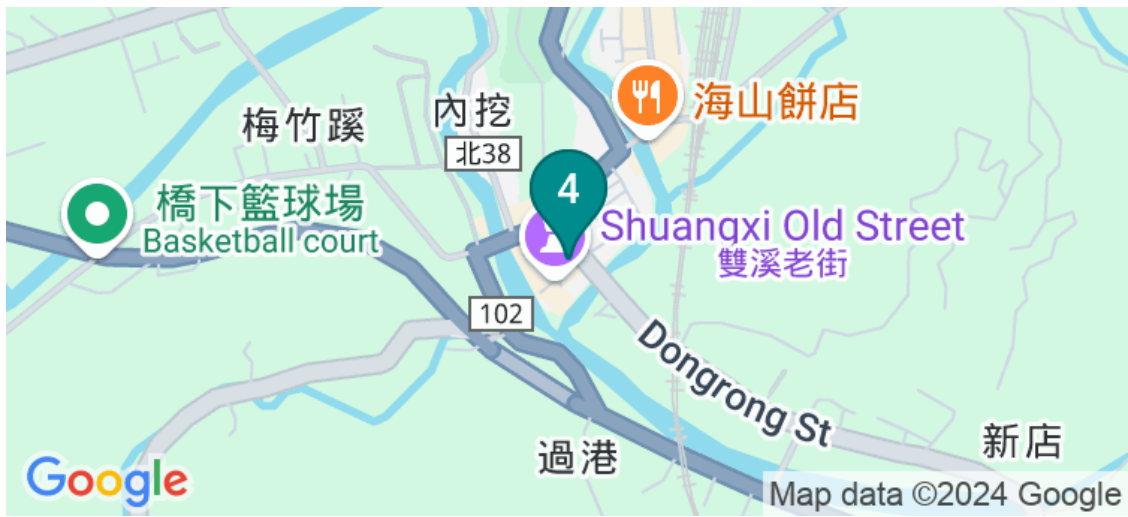 海山餅店
內挖
梅竹蹊
北38
4
橋下籃球場
Basketball court
Shuangxi Old Street
雙溪老街
102
Dongrong St
新店
過港
Google
Map data ©2024 Google